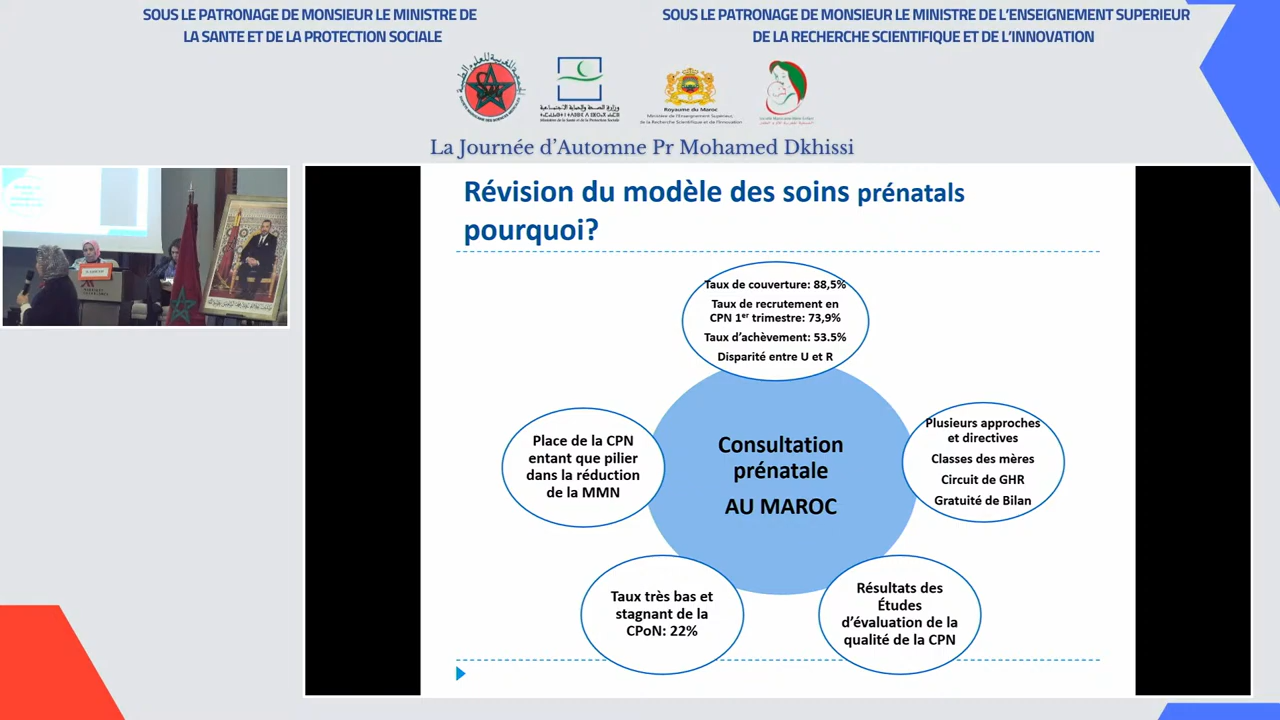 SOUS LE PATRONAGE DE MONSIEUR LE MINISTRE DE
LA SANTE ET DE LA PROTECTION SOCIALE
SOUS LE PATRONAGE DE MONSIEUR LE MINISTRE DE L'ENSEIGNEMENT SUPERIEUR
DE LA RECHERCHE SCIENTIFIQUE ET DE L'INNOVATION
Royaume du Maroc
La Journée d'Automne Pr Mohamed Dkhissi
Révision du modèle des soins prénatals
pourquoi?
Taux de couverture: 88,5%
Taux de recrutement en
CPN 1er trimestre: 73,9%
Taux d'achèvement: 53.5%
Disparité entre U et R
Place de la CPN
entant que pilier
dans la réduction
de la MMN
Consultation
prénatale
AU MAROC
Plusieurs approches
et directives
Classes des mères
Circuit de GHR
Gratuité de Bilan
Taux très bas et
stagnant de la
CPoN: 22%
Résultats des
Études
d'évaluation de la
qualité de la CPN